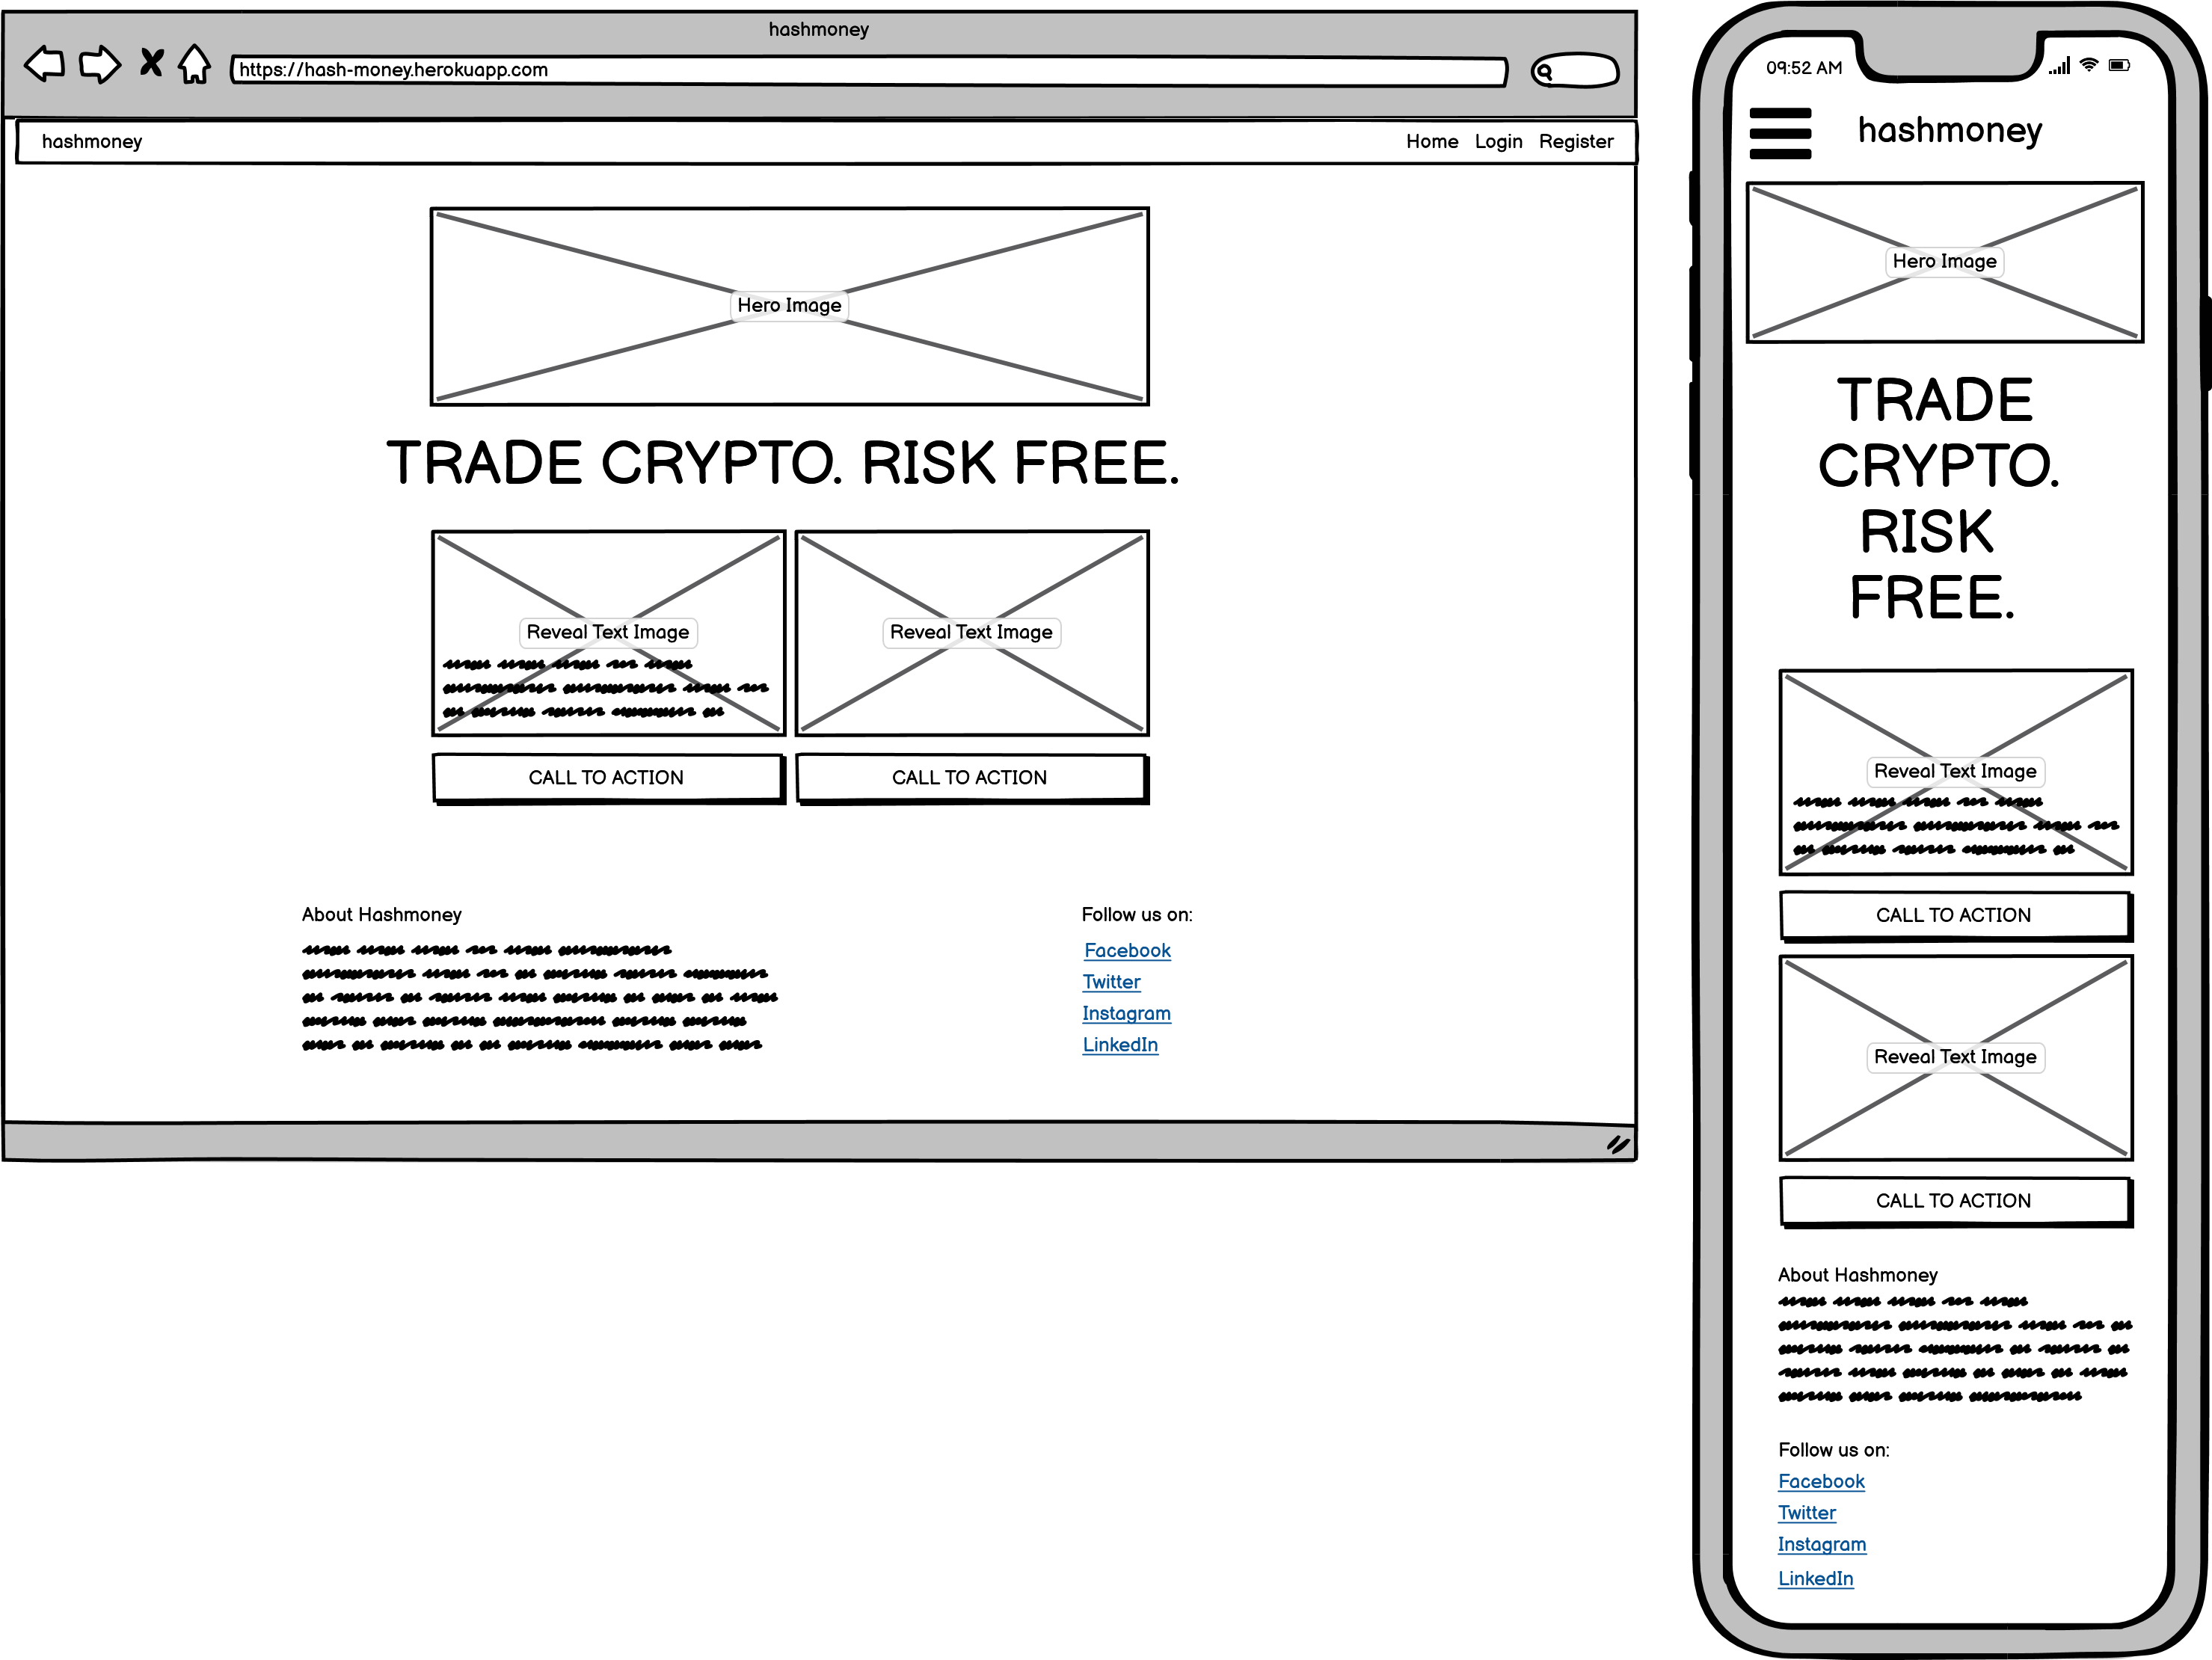 hashmoney
https://hash-money.herokuapp.com
hashmoney
Home Login Register
Hero Image
TRADE CRYPTO. RISK FREE.
Reveal Text Image
Reveal Text Image
CALL TO ACTION
CALL TO ACTION
About Hashmoney
Follow us on:
Facebook
Twitter
Instagram
LinkedIn
09:52 AM
hashmoney
Hero Image
TRADE
CRYPTO.
RISK
FREE.
Reveal Text Image
CALL TO ACTION
Reveal Text Image
CALL TO ACTION
About Hashmoney
Follow us on:
Facebook
Twitter
Instagram
LinkedIn